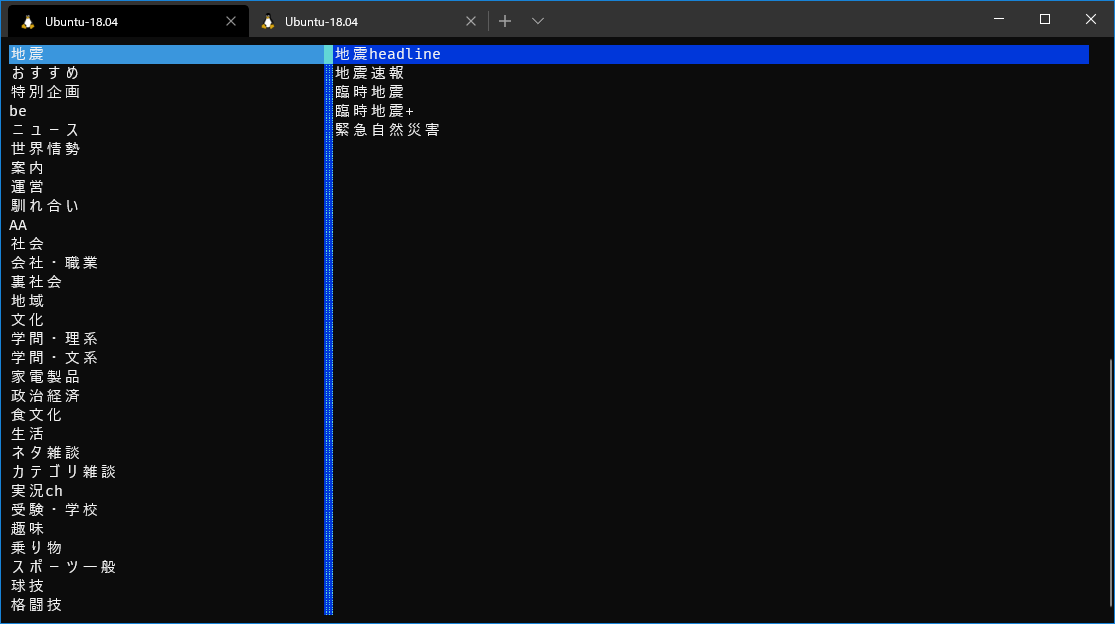 Ubuntu-18.04
Ubuntu-18.04
地震
おすすめ
特別企画
be
ニュース
世界情勢
案内
運営
馴れ合い
AA
社会
会社・職業
裏社会
地域
文化
学問・理系
学問・文系
家電製品
政治経済
食文化
生活
ネタ雑談
カテゴリ雑談
実況ch
受験・学校
趣味
乗り物
スポーツ一般
球技
格闘技
地震headline
地震速報
臨時地震
臨時地震+
緊急自然災害